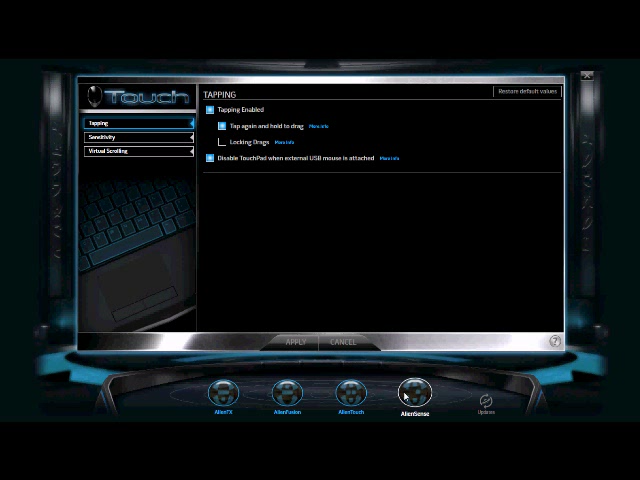 Touch
TAPPING
Restore default values
Tapping
Sensitivity
Virtual Scrolling
Tapping Enabled
Tap again and hold to drag More Info
Locking Drags More Info
Disable TouchPad when external USB mouse is attached More Info
APPLY CANCEL ?
AlienFX AlienFusion AlienTouch AlienSense Updates